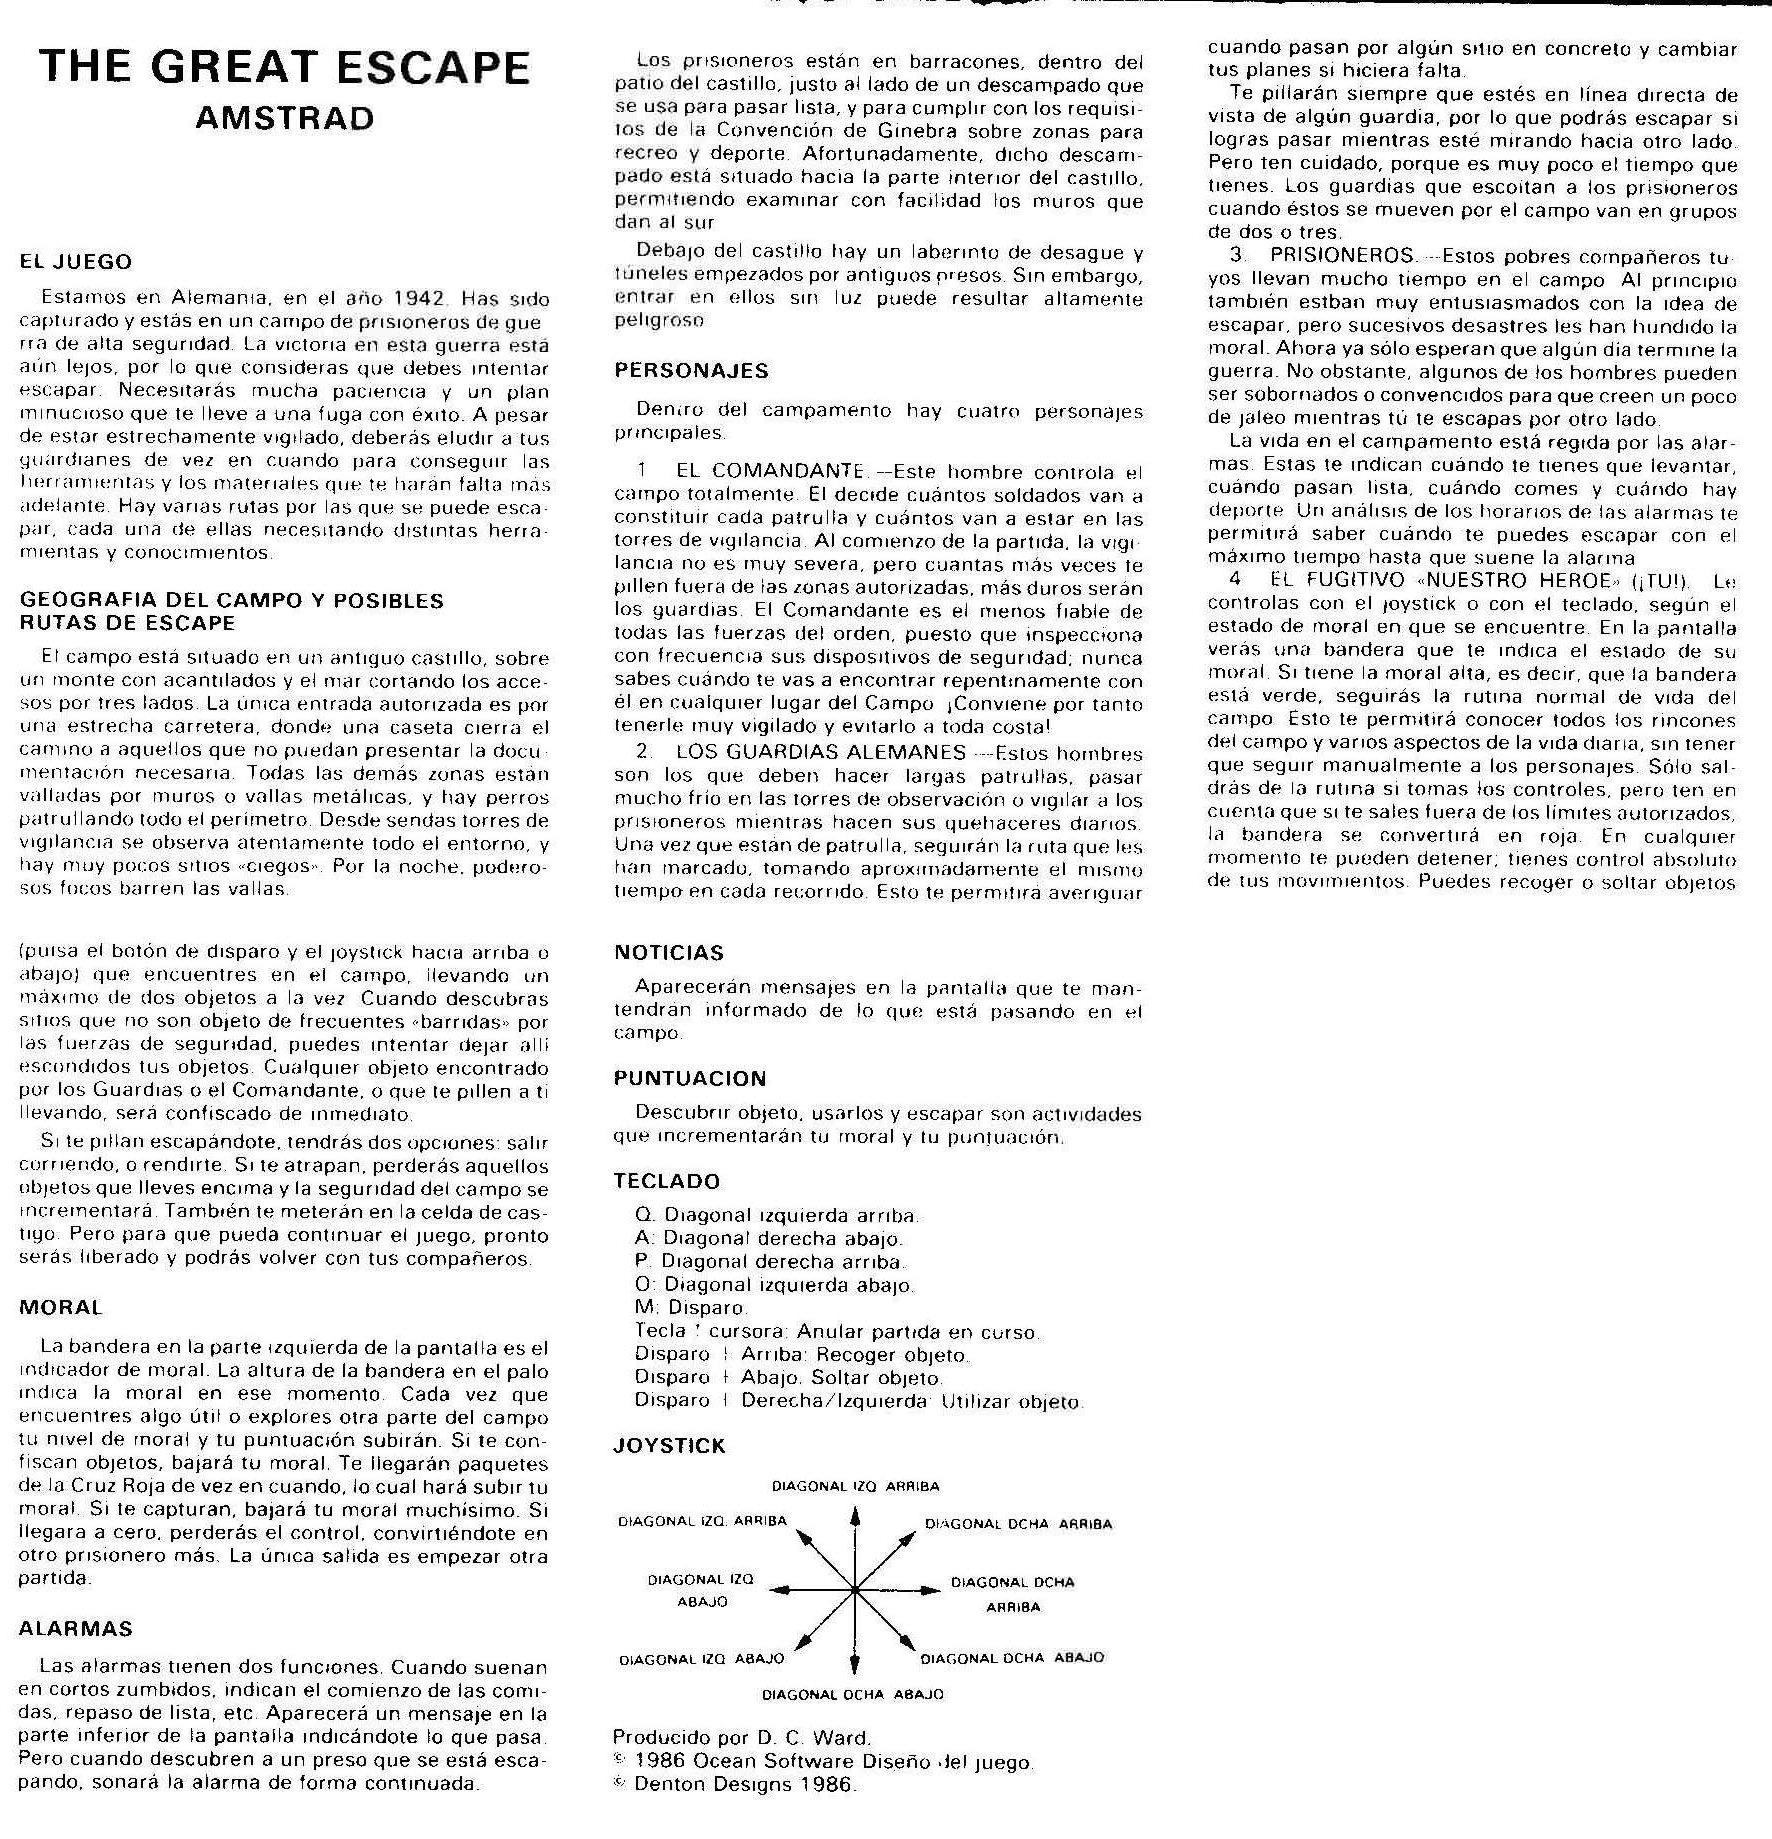 THE GREAT ESCAPE
AMSTRAD
EL JUEGO
Estamos en Alemania, en el año 1942. Has sido
capturado y estás en un campo de prisioneros de gue
rra de alta seguridad. La victoria en esta guerra está
aún lejos, por lo que consideras que debes intentar
escapar. Necesitarás mucha paciencia y un plan
minucioso que te lleve a una fuga con éxito. A pesar
de estar estrechamente vigilado, deberás eludir a tus
guardianes de vez en cuando para conseguir las
herramientas y los materiales que te harán falta más
adelante. Hay varias rutas por las que se puede esca-
par, cada una de ellas necesitando distintas herra-
mientas y conocimientos.
GEOGRAFIA DEL CAMPO Y POSIBLES
RUTAS DE ESCAPE
El campo está situado en un antiguo castillo, sobre
un monte con acantilados y el mar cortando los acce-
sos por tres lados. La única entrada autorizada es por
una estrecha carretera, donde una caseta cierra el
camino a aquellos que no puedan presentar la docu-
mentación necesaria. Todas las demás zonas están
valladas por muros o vallas metálicas, y hay perros
patrullando todo el perímetro. Desde sendas torres de
vigilancia se observa atentamente todo el entorno, y
hay muy pocos sitios «ciegos». Por la noche, podero-
sos focos barren las vallas.
Los prisioneros están en barracones, dentro del
patio del castillo, justo al lado de un descampado que
se usa para pasar lista, y para cumplir con los requisi-
tos de la Convención de Ginebra sobre zonas para
recreo y deporte. Afortunadamente, dicho descam-
pado está situado hacia la parte interior del castillo,
permitiendo examinar con facilidad los muros que
dan al sur
Debajo del castillo hay un laberinto de desague y
túneles empezados por antiguos presos. Sin embargo,
entrar en ellos sin luz puede resultar altamente
peligroso
PERSONAJES
Dentro del campamento hay cuatro personajes
principales.
1 EL COMANDANTE.—Este hombre controla el
campo totalmente. El decide cuántos soldados van a
constituir cada patrulla y cuántos van a estar en las
torres de vigilancia. Al comienzo de la partida, la vigi-
lancia no es muy severa, pero cuantas más veces te
pillen fuera de las zonas autorizadas, más duros serán
los guardias. El Comandante es el menos fiable de
todas las fuerzas del orden, puesto que inspecciona
con frecuencia sus dispositivos de seguridad; nunca
sabes cuándo te vas a encontrar repentinamente con
él en cualquier lugar del Campo ¡Conviene por tanto
tenerle muy vigilado y evitarlo a toda costa!
2. LOS GUARDIAS ALEMANES —Estos hombres
son los que deben hacer largas patrullas, pasar
mucho frío en las torres de observación o vigilar a los
prisioneros mientras hacen sus quehaceres diarios.
Una vez que están de patrulla, seguirán la ruta que les
han marcado, tomando aproximadamente el mismo
tiempo en cada recorrido. Esto te permitirá averiguar
cuando pasan por algún sitio en concreto y cambiar
tus planes si hiciera falta.
Te pillarán siempre que estés en línea directa de
vista de algún guardia, por lo que podrás escapar si
logras pasar mientras esté mirando hacia otro lado.
Pero ten cuidado, porque es muy poco el tiempo que
tienes. Los guardias que escoltan a los prisioneros
cuando éstos se mueven por el campo van en grupos
de dos o tres.
3. PRISIONEROS.—Estos pobres compañeros tu-
yos llevan mucho tiempo en el campo Al principio
también estban muy entusiasmados con la idea de
escapar, pero sucesivos desastres les han hundido la
moral. Ahora ya sólo esperan que algún día termine la
guerra. No obstante, algunos de los hombres pueden
ser sobornados o convencidos para que creen un poco
de jaleo mientras tú te escapas por otro lado.
La vida en el campamento está regida por las alar-
mas. Estas te indican cuándo te tienes que levantar,
cuándo pasan lista, cuándo comes y cuándo hay
deporte Un análisis de los horarios de las alarmas te
permitirá saber cuándo te puedes escapar con el
máximo tiempo hasta que suene la alarma
4 EL FUGITIVO «NUESTRO HEROE» (¡TU!). Le
controlas con el joystick o con el teclado, según el
estado de moral en que se encuentre. En la pantalla
verás una bandera que te indica el estado de su
moral. Si tiene la moral alta, es decir, que la bandera
está verde, seguirás la rutina normal de vida del
campo Esto te permitirá conocer todos los rincones
del campo y varios aspectos de la vida diaria, sin tener
que seguir manualmente a los personajes. Sólo sal-
drás de la rutina si tomas los controles, pero ten en
cuenta que si te sales fuera de los límites autorizados,
la bandera se convertirá en roja. En cualquier
momento te pueden detener; tienes control absoluto
de tus movimientos. Puedes recoger o soltar objetos
(pulsa el botón de disparo y el joystick hacia arriba o
abajo) que encuentres en el campo, llevando un
máximo de dos objetos a la vez Cuando descubras
sitios que no son objeto de frecuentes «barridas» por
las fuerzas de seguridad, puedes intentar dejar allí
escondidos tus objetos. Cualquier objeto encontrado
por los Guardias o el Comandante, o que te pillen a ti
llevando, será confiscado de inmediato.
Si te pillan escapándote, tendrás dos opciones: salir
corriendo, o rendirte. Si te atrapan, perderás aquellos
objetos que lleves encima y la seguridad del campo se
incrementará. También te meterán en la celda de cas-
tigo. Pero para que pueda continuar el juego, pronto
serás liberado y podrás volver con tus compañeros.
MORAL
La bandera en la parte izquierda de la pantalla es el
indicador de moral. La altura de la bandera en el palo
indica la moral en ese momento. Cada vez que
encuentres algo útil o explores otra parte del campo
tu nivel de moral y tu puntuación subirán. Si te con-
fiscan objetos, bajará tu moral. Te llegarán paquetes
de la Cruz Roja de vez en cuando, lo cual hará subir tu
moral. Si te capturan, bajará tu moral muchísimo. Si
llegara a cero, perderás el control, convirtiéndote en
otro prisionero más. La única salida es empezar otra
partida.
ALARMAS
Las alarmas tienen dos funciones. Cuando suenan
en cortos zumbidos, indican el comienzo de las comi-
das, repaso de lista, etc. Aparecerá un mensaje en la
parte inferior de la pantalla indicándote lo que pasa.
Pero cuando descubren a un preso que se está esca-
pando, sonará la alarma de forma continuada.
NOTICIAS
Aparecerán mensajes en la pantalla que te man-
tendrán informado de lo que está pasando en el
campo.
PUNTUACION
Descubrir objeto, usarlos y escapar son actividades
que incrementarán tu moral y tu puntuación.
TECLADO
Q. Diagonal izquierda arriba.
A: Diagonal derecha abajo.
P. Diagonal derecha arriba.
O: Diagonal izquierda abajo.
M: Disparo.
Tecla ↑ cursora: Anular partida en curso.
Disparo + Arriba: Recoger objeto.
Disparo + Abajo. Soltar objeto.
Disparo + Derecha/Izquierda: Utilizar objeto.
JOYSTICK
DIAGONAL IZQ ARRIBA
DIAGONAL IZQ. ARRIBA
DIAGONAL DCHA ARRIBA
DIAGONAL IZQ
ABAJO
DIAGONAL DCHA
ARRIBA
DIAGONAL IZQ ABAJO
DIAGONAL DCHA ABAJO
DIAGONAL DCHA ABAJO
Producido por D. C. Ward.
© 1986 Ocean Software Diseño del juego.
© Denton Designs 1986.